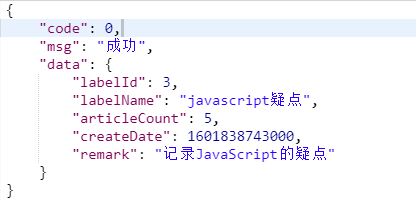 {
    "code": 0,
    "msg": "成功",
    "data": {
        "labelId": 3,
        "labelName": "javascript疑点",
        "articleCount": 5,
        "createDate": 1601838743000,
        "remark": "记录JavaScript的疑点"
    }
}